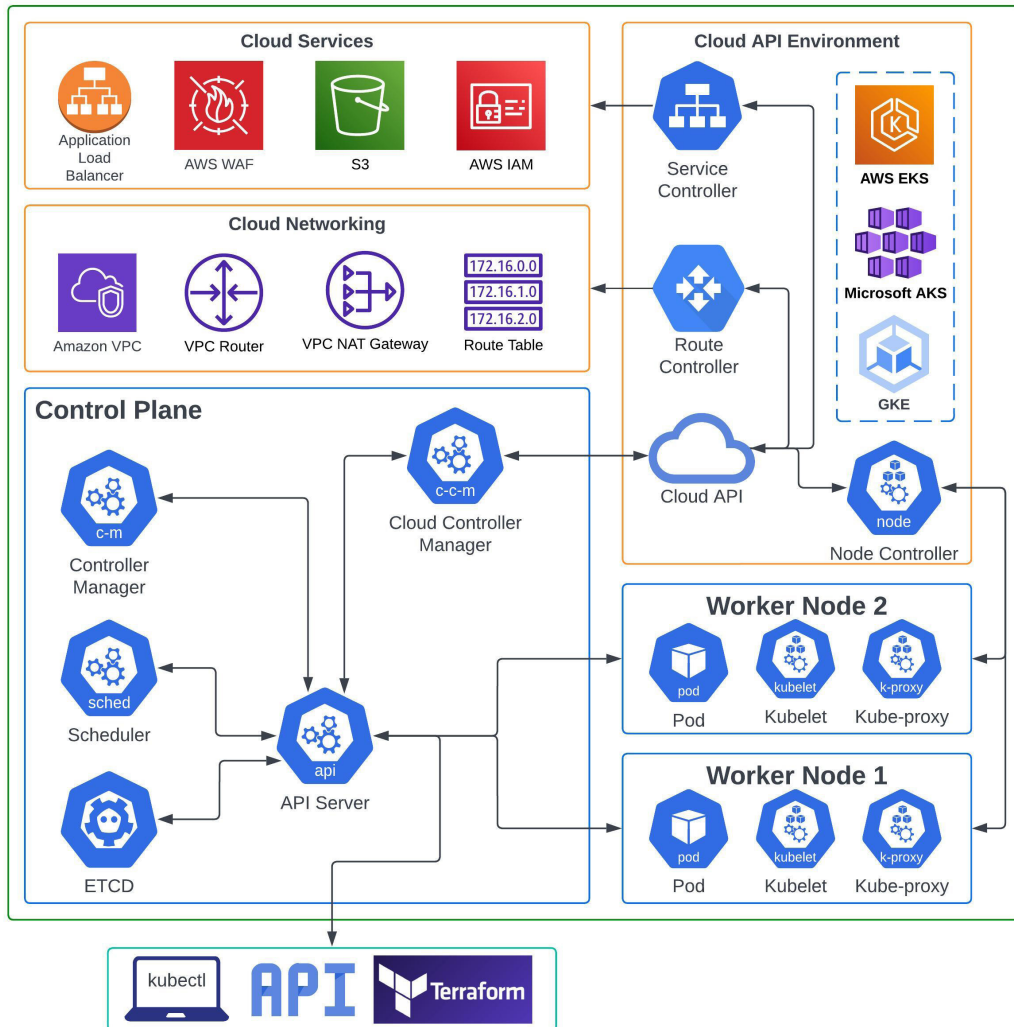 Cloud Services
Application
Load
Balancer
AWS WAF
S3
AWS IAM
Cloud Networking
Amazon VPC
VPC Router
VPC NAT Gateway
172.16.0.0
172.16.1.0
172.16.2.0
Route Table
Cloud API Environment
Service
Controller
Route
Controller
Cloud API
AWS EKS
Microsoft AKS
GKE
node
Node Controller
Control Plane
c-m
Controller
Manager
c-c-m
Cloud Controller
Manager
sched
Scheduler
api
API Server
ETCD
Worker Node 2
pod
Pod
kubelet
Kubelet
k-proxy
Kube-proxy
Worker Node 1
pod
Pod
kubelet
Kubelet
k-proxy
Kube-proxy
kubectl
API
Terraform